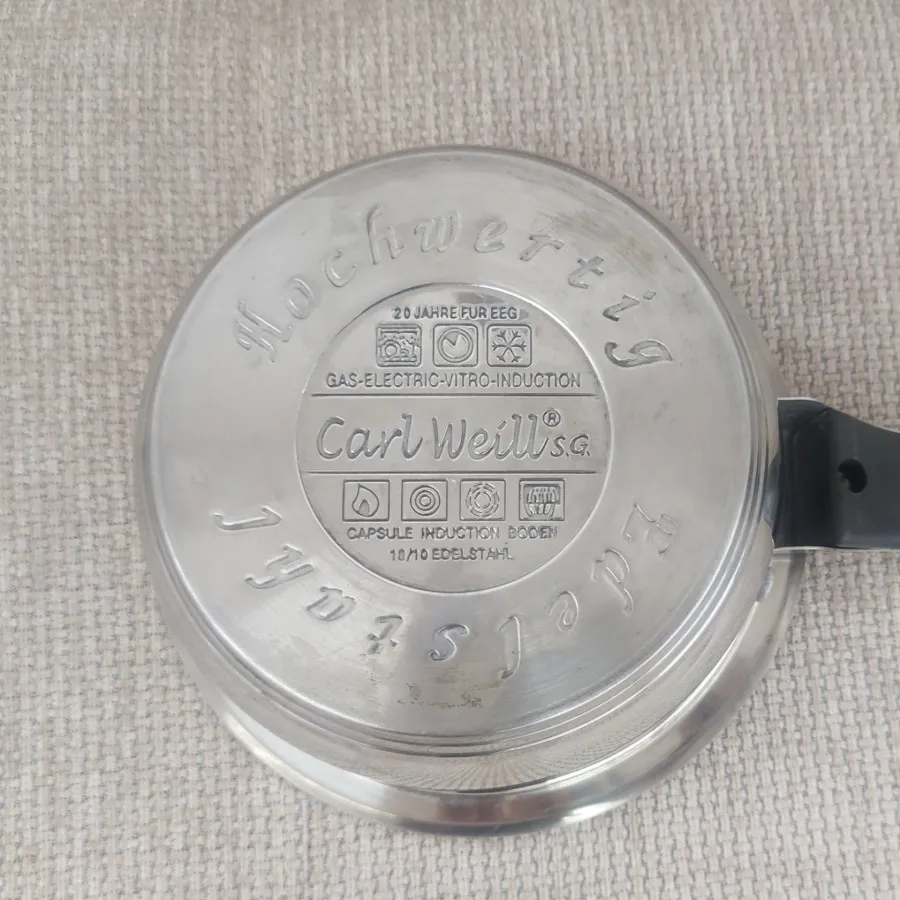 Hochwertig
20 JAHRE FUR EEG
GAS-ELECTRIC-VITRO-INDUCTION
Carl Weill® S.G.
CAPSULE INDUCTION BODEN
18/10 EDELSTAHL
Edelstahl